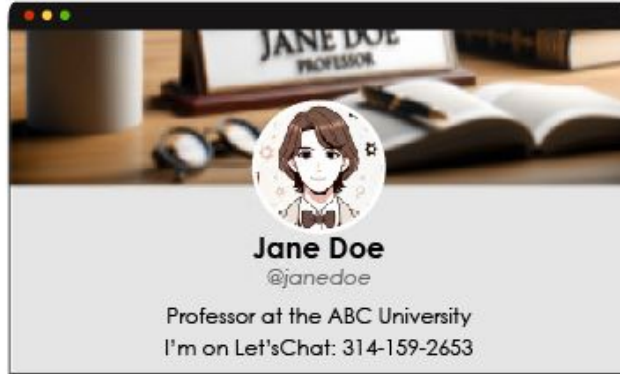 JANE DOE
PROFESSOR
Jane Doe
@janedoe
Professor at the ABC University
I'm on Let'sChat: 314-159-2653